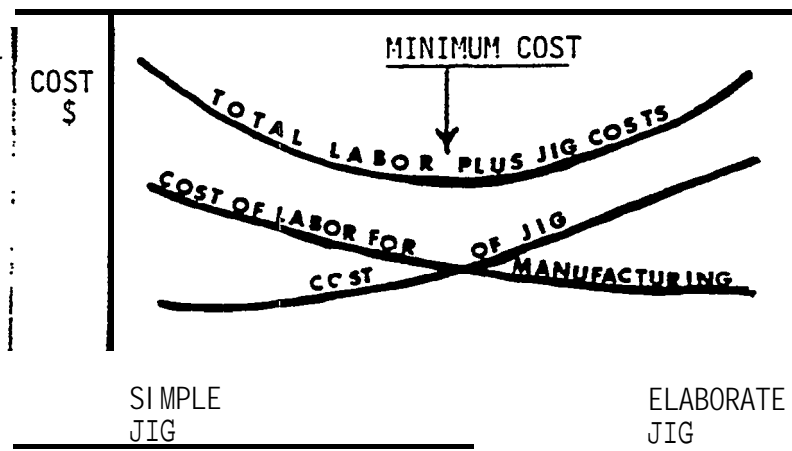 MINIMUM COST
COST
$
TOTAL LABOR PLUS JIG COSTS
COST OF LABOR FOR MANUFACTURING
CCST OF JIG
SIMPLE
JIG
ELABORATE
JIG